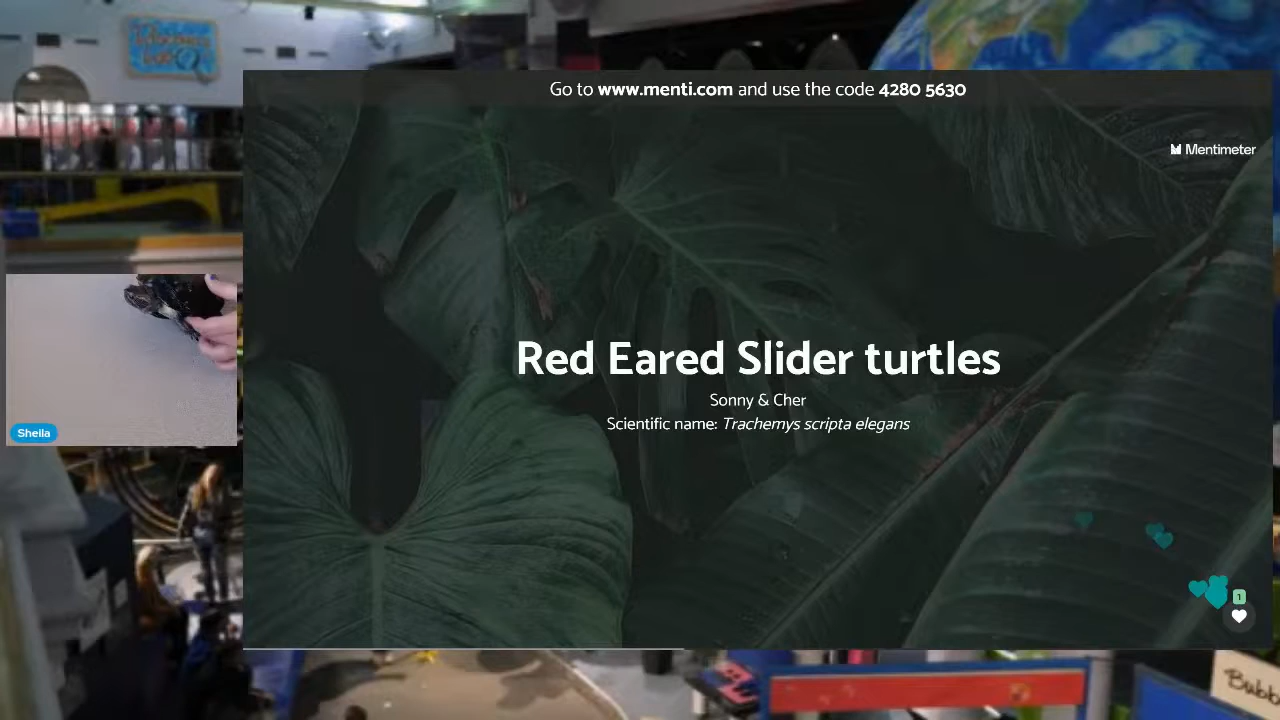 Go to www.menti.com and use the code 4280 5630
Mentimeter
Red Eared Slider turtles
Sonny & Cher
Scientific name: Trachemys scripta elegans
Sheila
1
Bubb